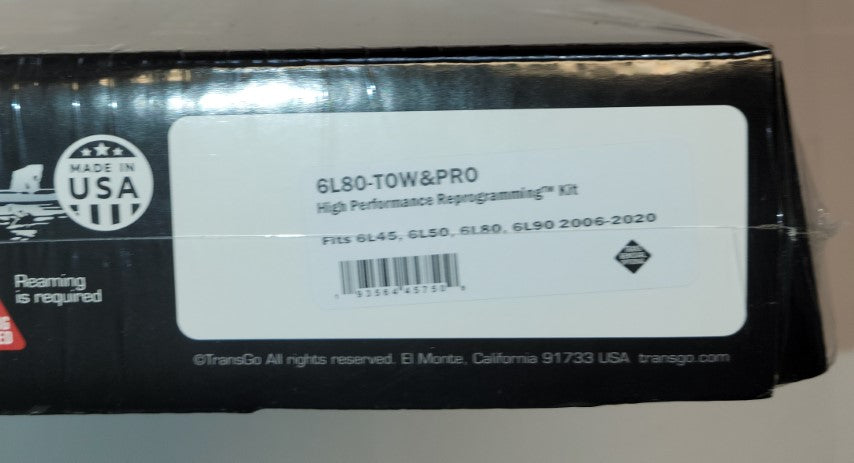 MADE IN
USA
6L80-TOW&PRO
High Performance Reprogramming™ Kit
Fits 6L45, 6L50, 6L80, 6L90 2006-2020
Reaming
is required
©TransGo All rights reserved. El Monte, California 91733 USA transgo.com